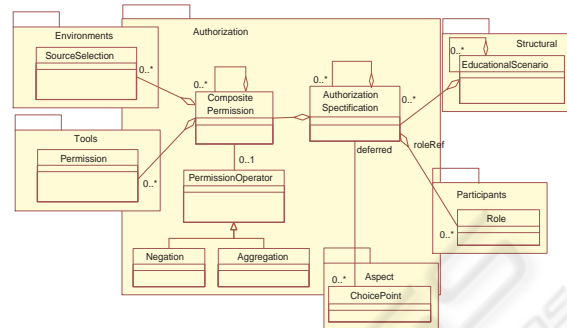 Environments
Authorization
Structural
SourceSelection
0..*
0..*
0..*
0..*
EducationalScenario
Composite
Permission
Authorization
Spectification
0..*
Tools
Permission
0..*
deferred
roleRef
0..1
PermissionOperator
Participants
Role
0..*
Negation
Aggregation
0..*
Aspect
ChoicePoint